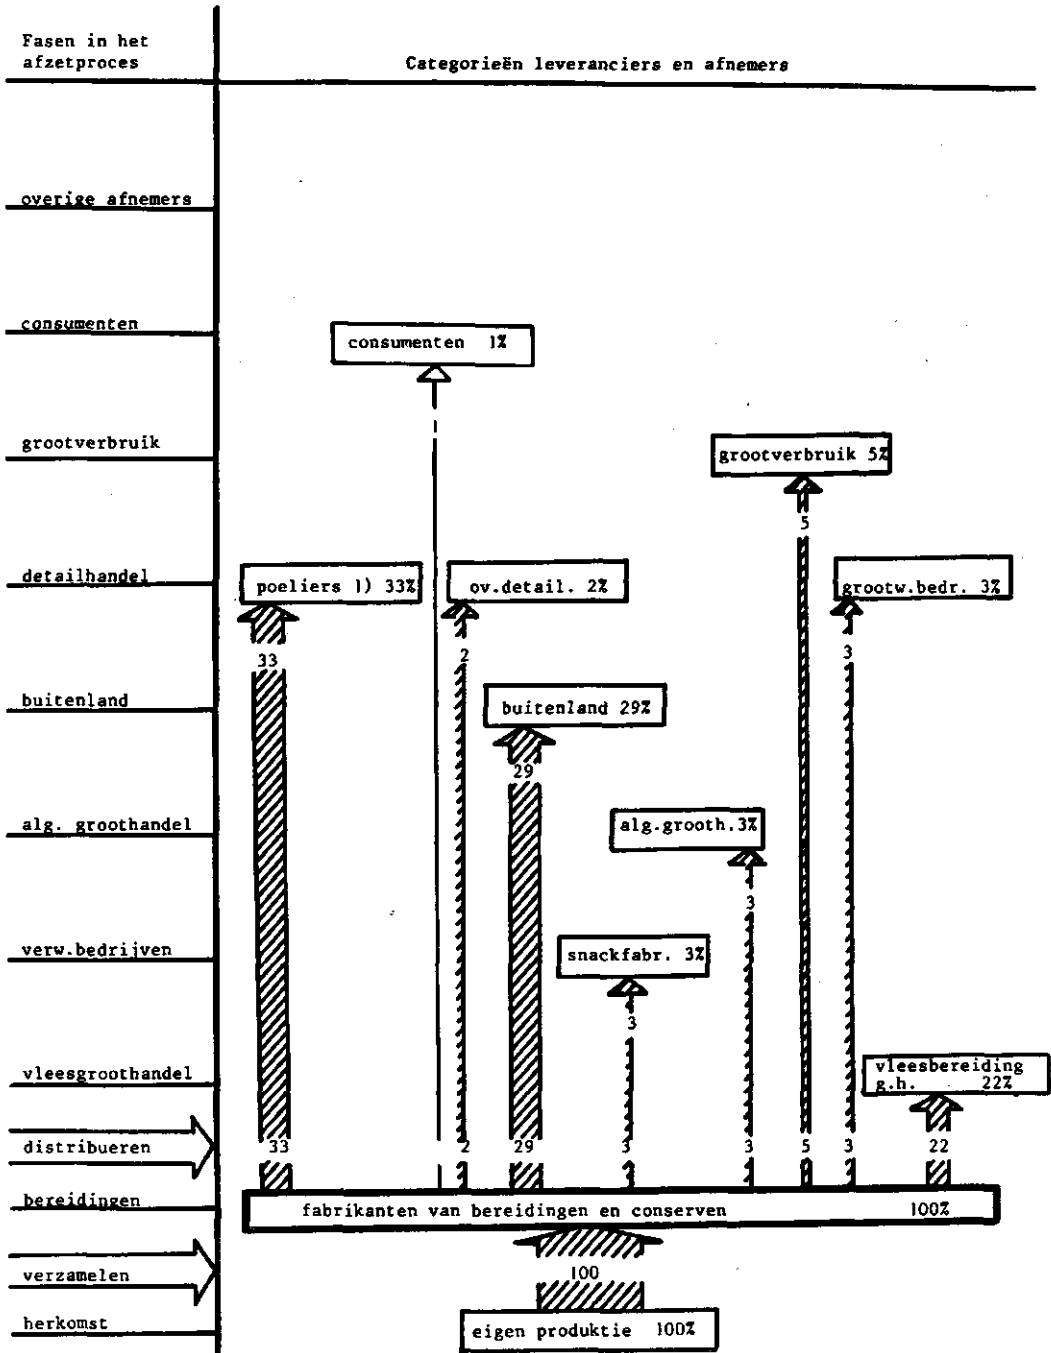 Fasen in het
afzetproces
Categorieën leveranciers en afnemers
overige afnemers
consumenten
consumenten 1%
grootverbruik
grootverbruik 5%
5
detailhandel
poeliers 1) 33%
ov.detail. 2%
grootw.bedr. 3%
33
2
3
buitenland
buitenland 29%
29
alg. groothandel
alg.grooth.3%
3
verw.bedrijven
snackfabr. 3%
3
vleesgroothandel
vleesbereiding
g.h. 22%
distribueren
33
2
29
3
3
5
3
22
bereidingen
fabrikanten van bereidingen en conserven 100%
verzamelen
100
herkomst
eigen produktie 100%